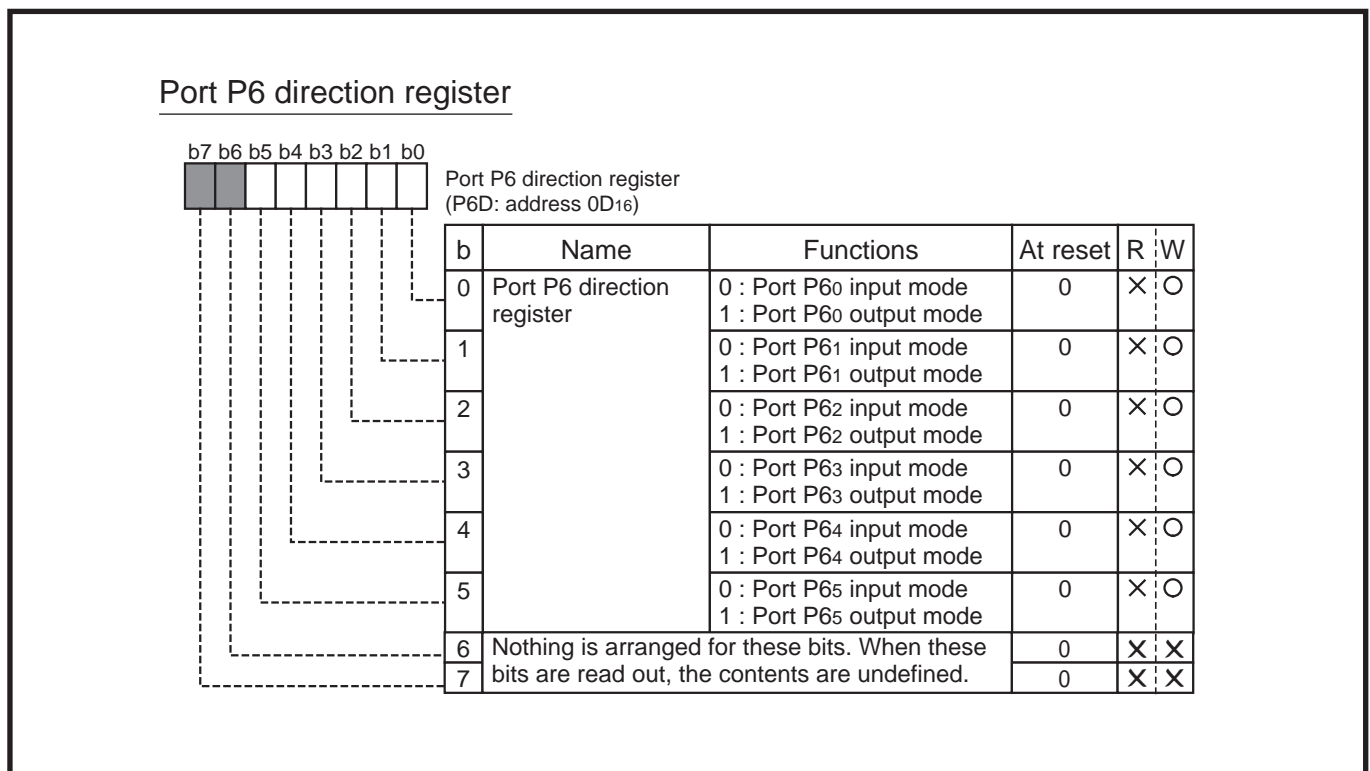 Port P6 direction register
b7 b6 b5 b4 b3 b2 b1 b0
Port P6 direction register
(P6D: address 0D16)
b Name Functions At reset R W
0 Port P6 direction register 0 : Port P60 input mode 0 × ○
1 : Port P60 output mode
1 0 : Port P61 input mode 0 × ○
1 : Port P61 output mode
2 0 : Port P62 input mode 0 × ○
1 : Port P62 output mode
3 0 : Port P63 input mode 0 × ○
1 : Port P63 output mode
4 0 : Port P64 input mode 0 × ○
1 : Port P64 output mode
5 0 : Port P65 input mode 0 × ○
1 : Port P65 output mode
6 Nothing is arranged for these bits. When these 0 × ×
7 bits are read out, the contents are undefined. 0 × ×